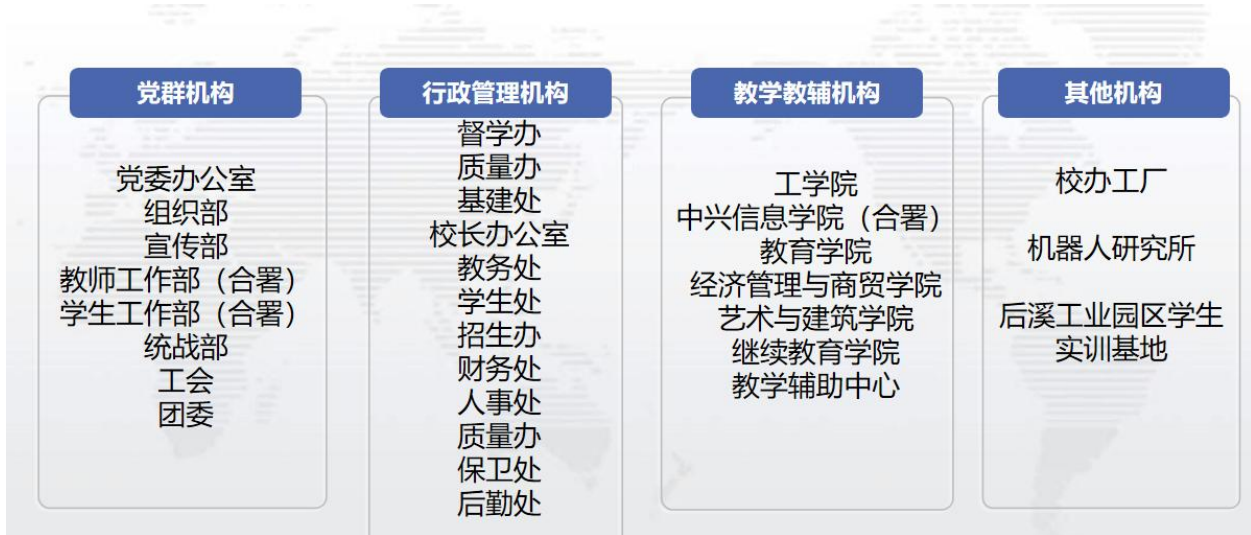 党群机构
党委办公室
组织部
宣传部
教师工作部（合署）
学生工作部（合署）
统战部
工会
团委
行政管理机构
督学办
质量办
基建处
校长办公室
教务处
学生处
招生办
财务处
人事处
质量办
保卫处
后勤处
教学教辅机构
工学院
中兴信息学院（合署）
教育学院
经济管理与商贸学院
艺术与建筑学院
继续教育学院
教学辅助中心
其他机构
校办工厂
机器人研究所
后溪工业园区学生
实训基地